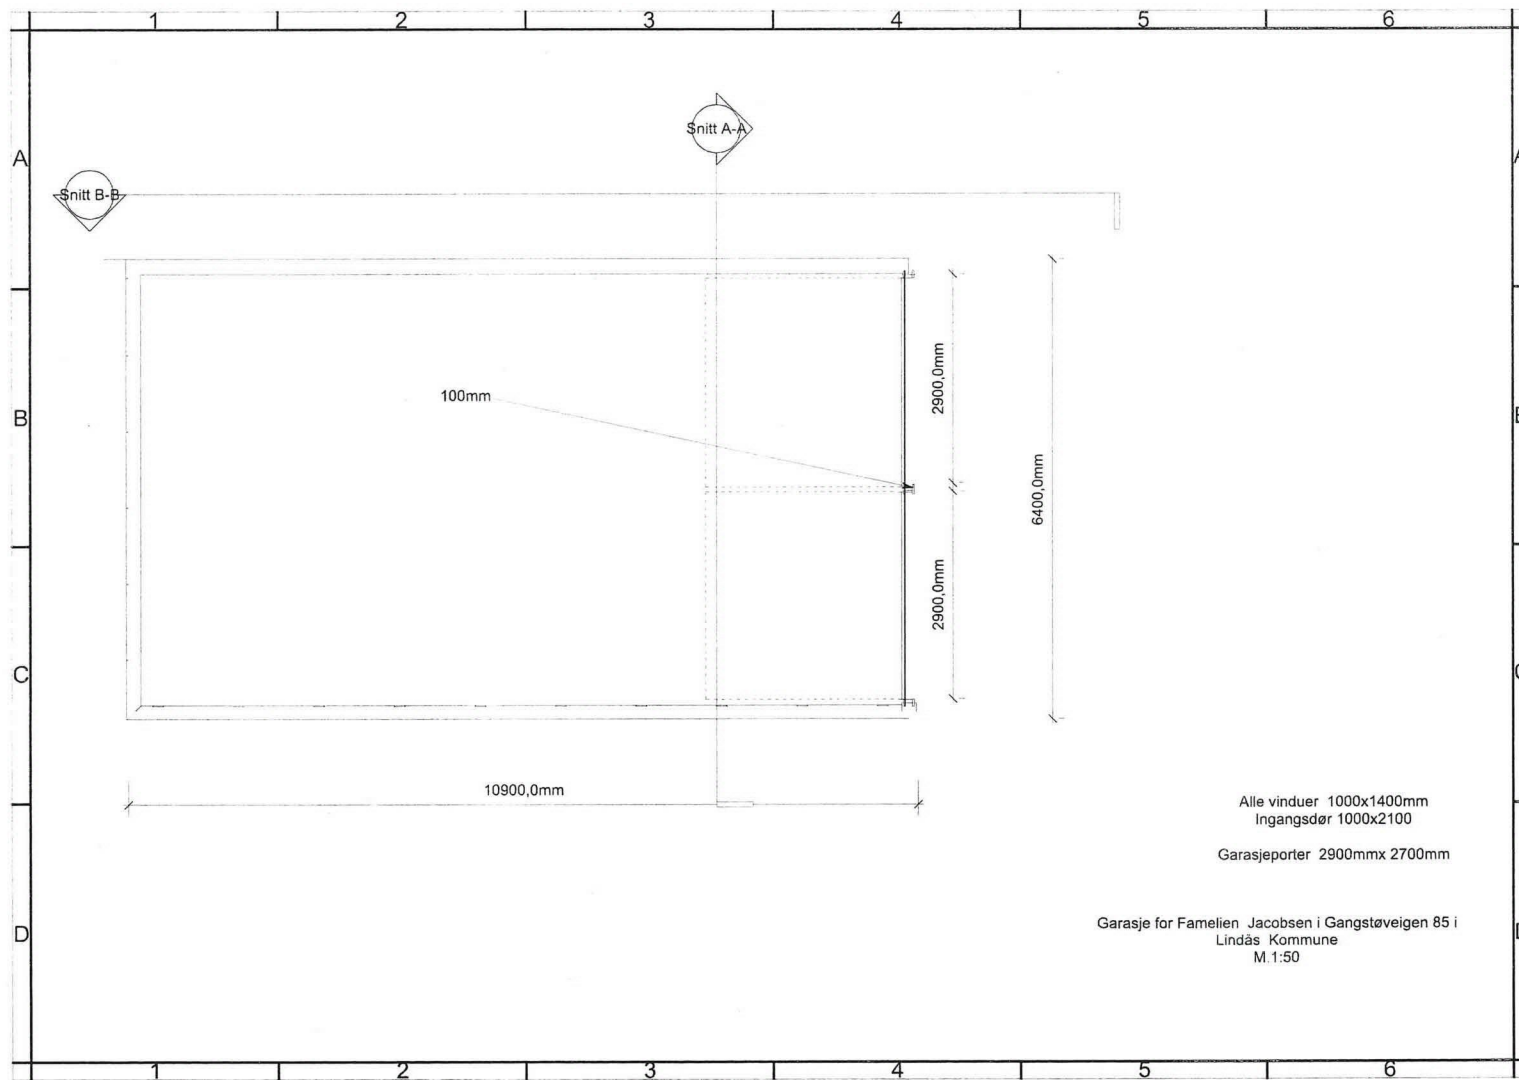 1 2 3 4 5 6
A
Snitt A-A
Snitt B-B
B
100mm
2900,0mm
6400,0mm
2900,0mm
C
10900,0mm
Alle vinduer 1000x1400mm
Ingangsdør 1000x2100
Garasjeporter 2900mmx 2700mm
D
Garasje for Famelien Jacobsen i Gangstøveigen 85 i
Lindås Kommune
M.1:50
1 2 3 4 5 6